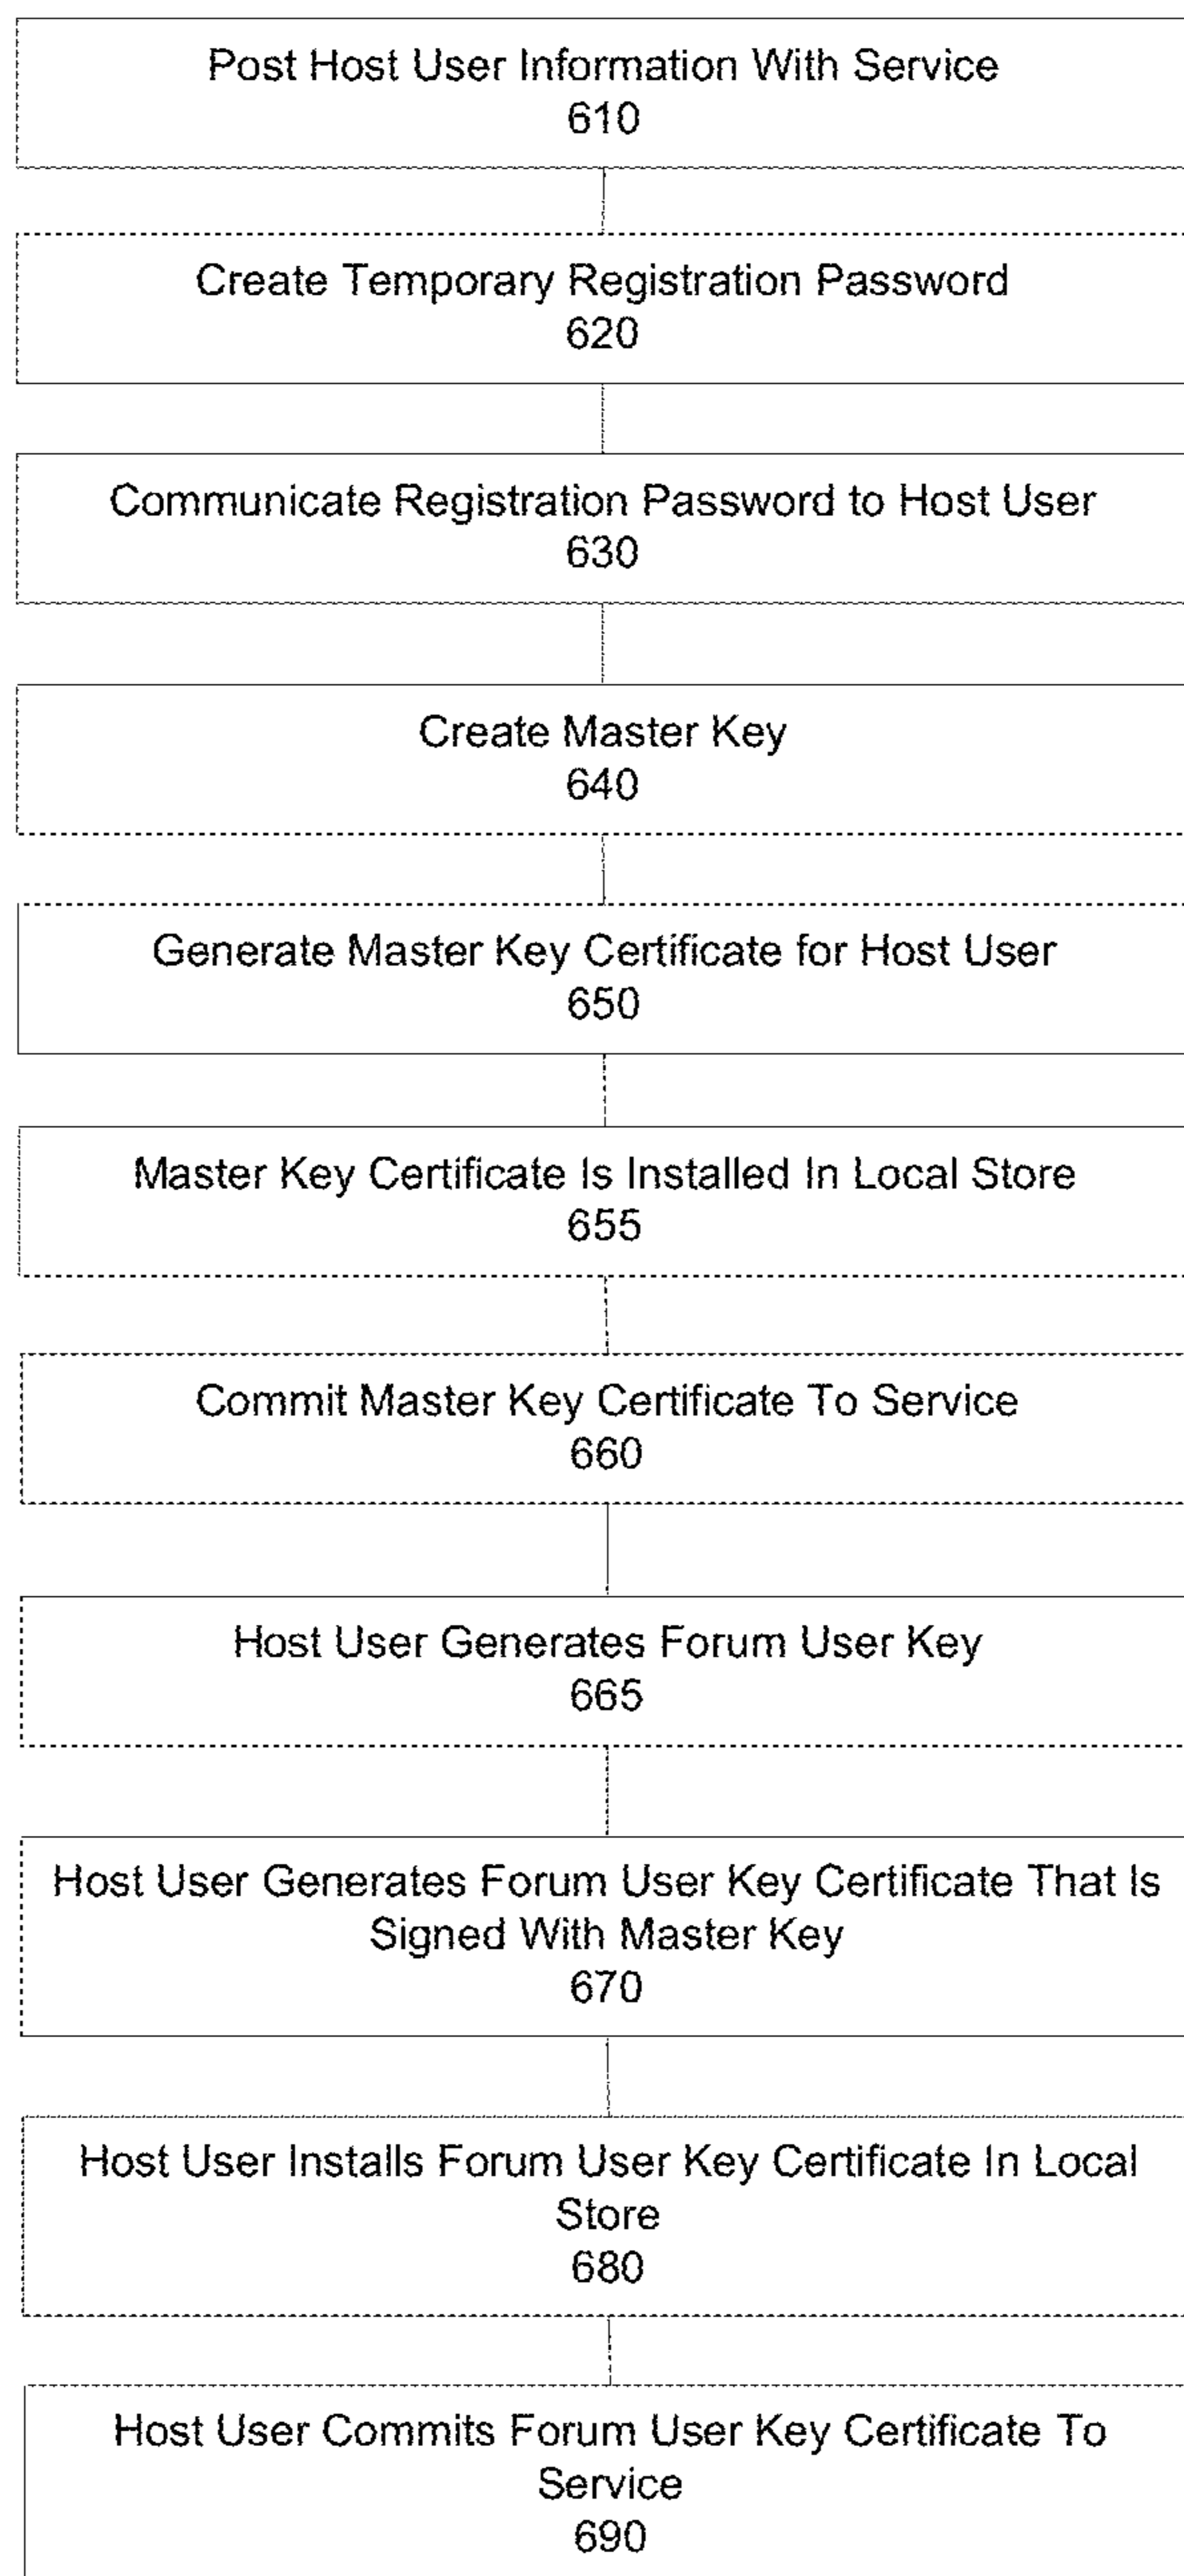 Post Host User Information With Service
610
Create Temporary Registration Password
620
Communicate Registration Password to Host User
630
Create Master Key
640
Generate Master Key Certificate for Host User
650
Master Key Certificate Is Installed In Local Store
655
Commit Master Key Certificate To Service
660
Host User Generates Forum User Key
665
Host User Generates Forum User Key Certificate That Is
Signed With Master Key
670
Host User Installs Forum User Key Certificate In Local
Store
680
Host User Commits Forum User Key Certificate To
Service
690